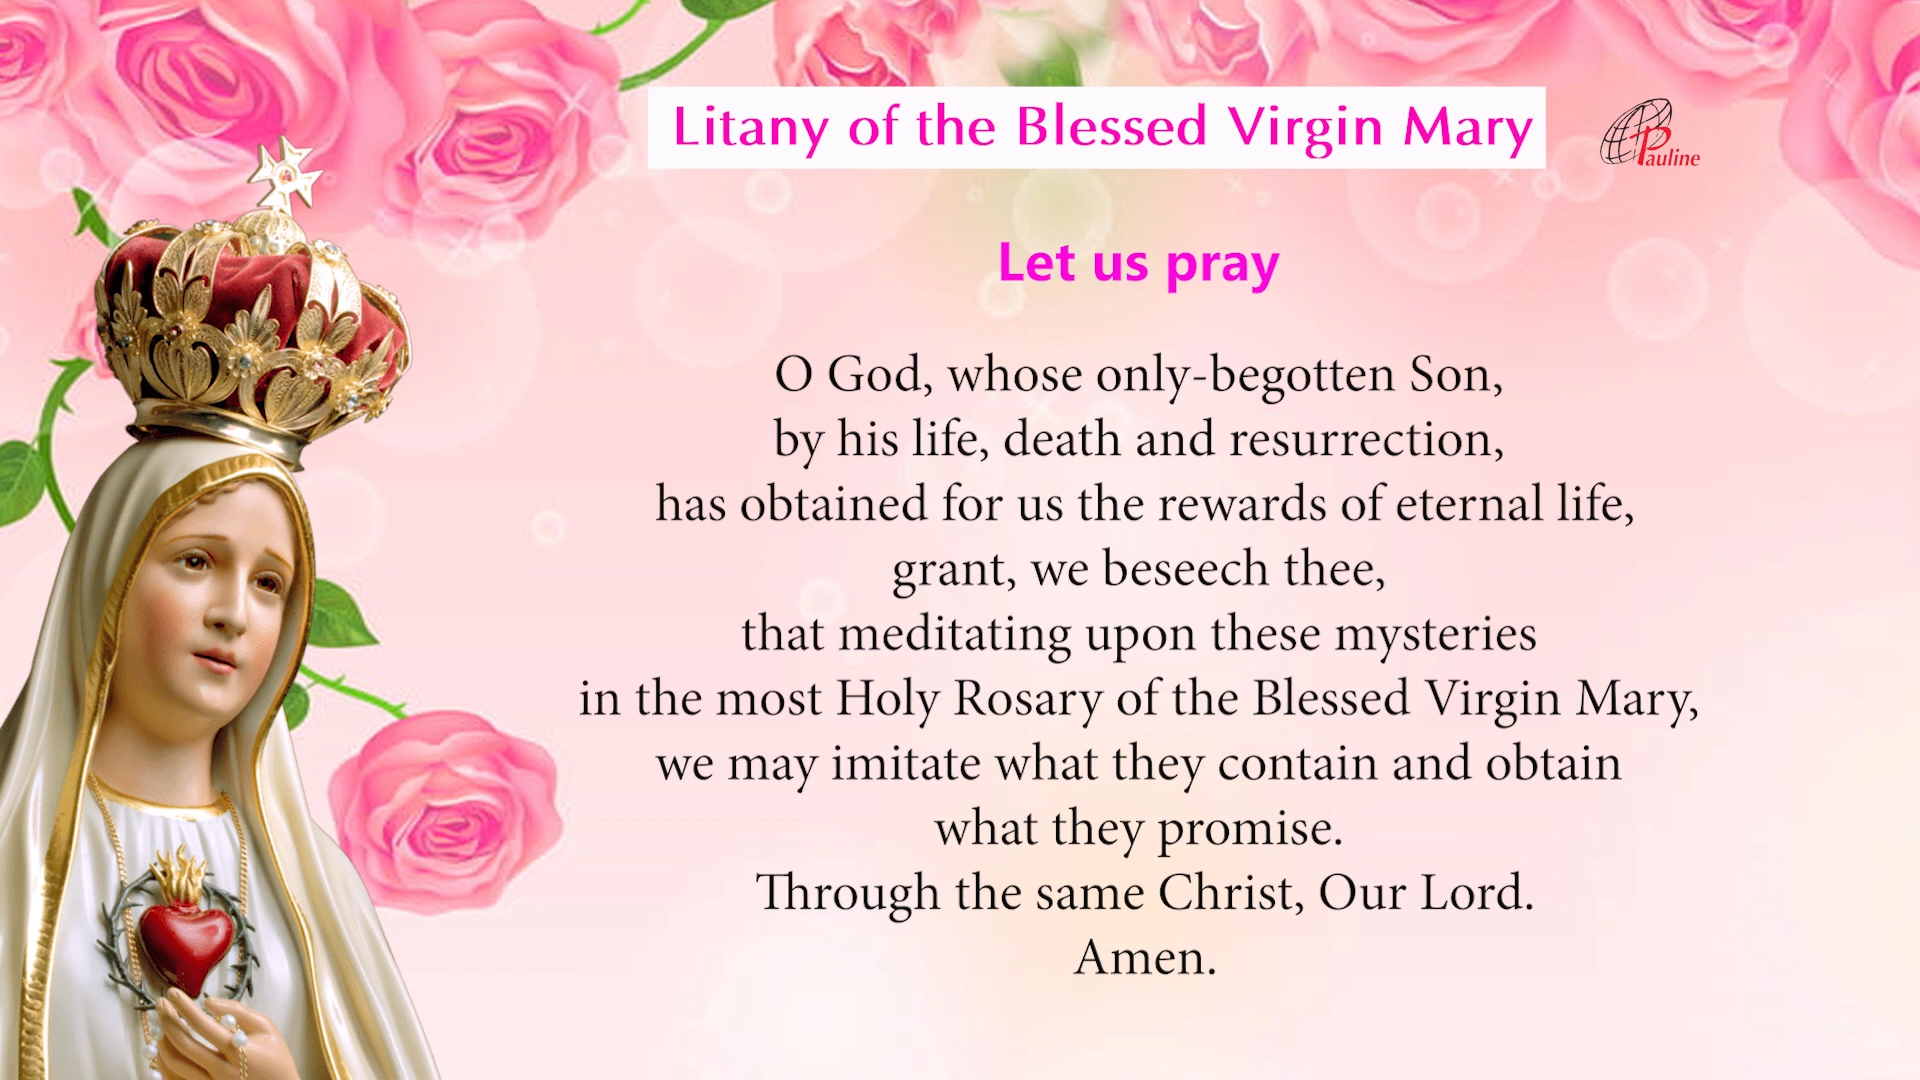 Litany of the Blessed Virgin Mary
Pauline
Let us pray
O God, whose only-begotten Son,
by his life, death and resurrection,
has obtained for us the rewards of eternal life,
grant, we beseech thee,
that meditating upon these mysteries
in the most Holy Rosary of the Blessed Virgin Mary,
we may imitate what they contain and obtain
what they promise.
Through the same Christ, Our Lord.
Amen.